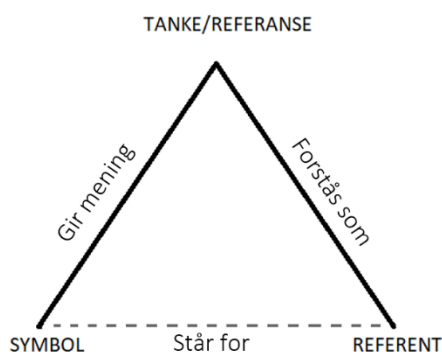 TANKE/REFERANSE
Gir mening
Forstås som
SYMBOL
Står for
REFERENT